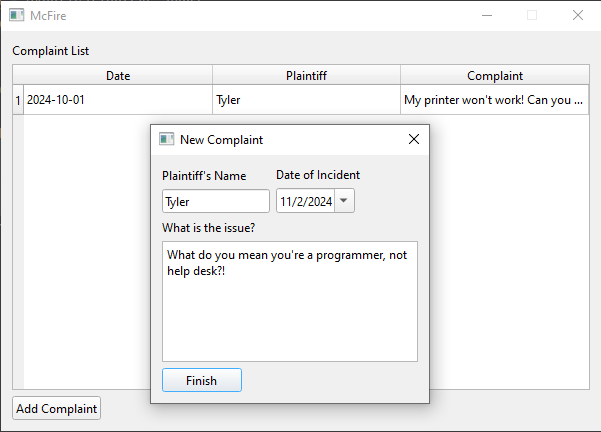 McFire
Complaint List
Date Plaintiff Complaint
1 2024-10-01 Tyler My printer won't work! Can you ...
New Complaint
Plaintiff's Name Date of Incident
Tyler 11/2/2024
What is the issue?
What do you mean you're a programmer, not
help desk?!
Finish
Add Complaint